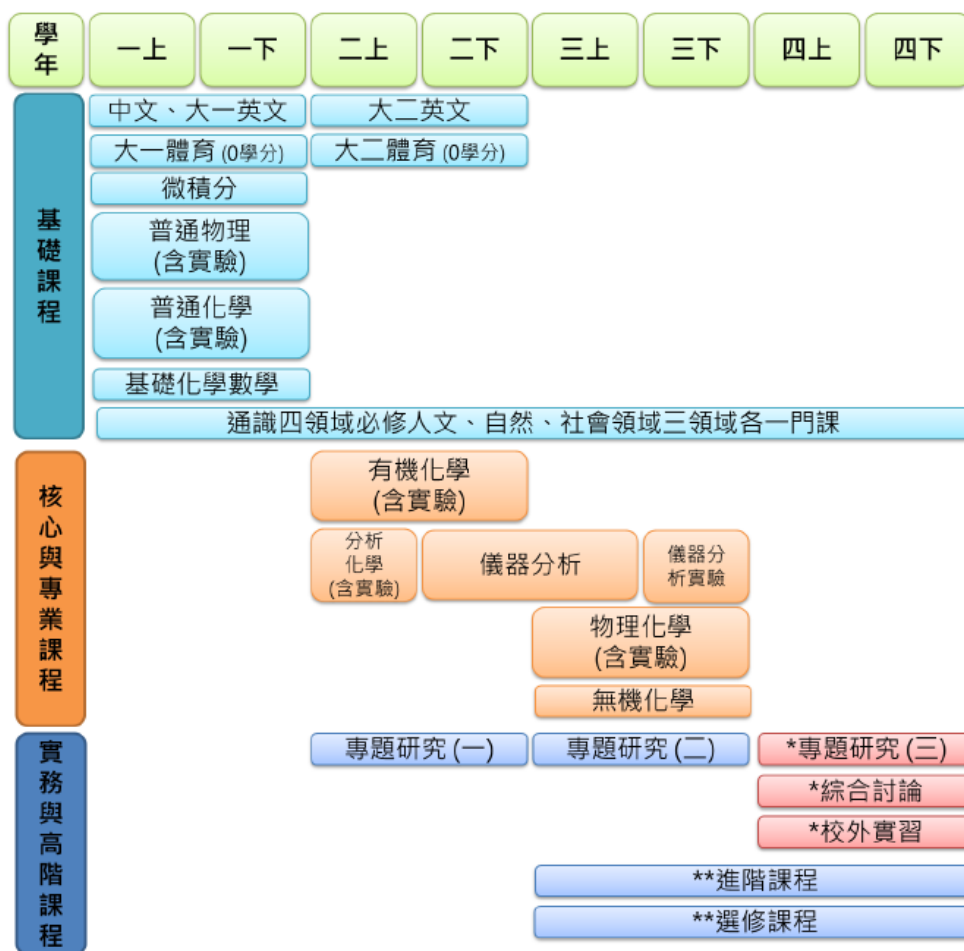 學年 一上 一下 二上 二下 三上 三下 四上 四下
基礎課程
中文、大一英文 大二英文
大一體育 (0學分) 大二體育 (0學分)
微積分
普通物理
(含實驗)
普通化學
(含實驗)
基礎化學數學
通識四領域必修人文、自然、社會領域三領域各一門課
核心與專業課程
有機化學
(含實驗)
分析
化學
(含實驗)
儀器分析
儀器分
析實驗
物理化學
(含實驗)
無機化學
實務與高階課程
專題研究 (一) 專題研究 (二) *專題研究 (三)
*綜合討論
*校外實習
**進階課程
**選修課程